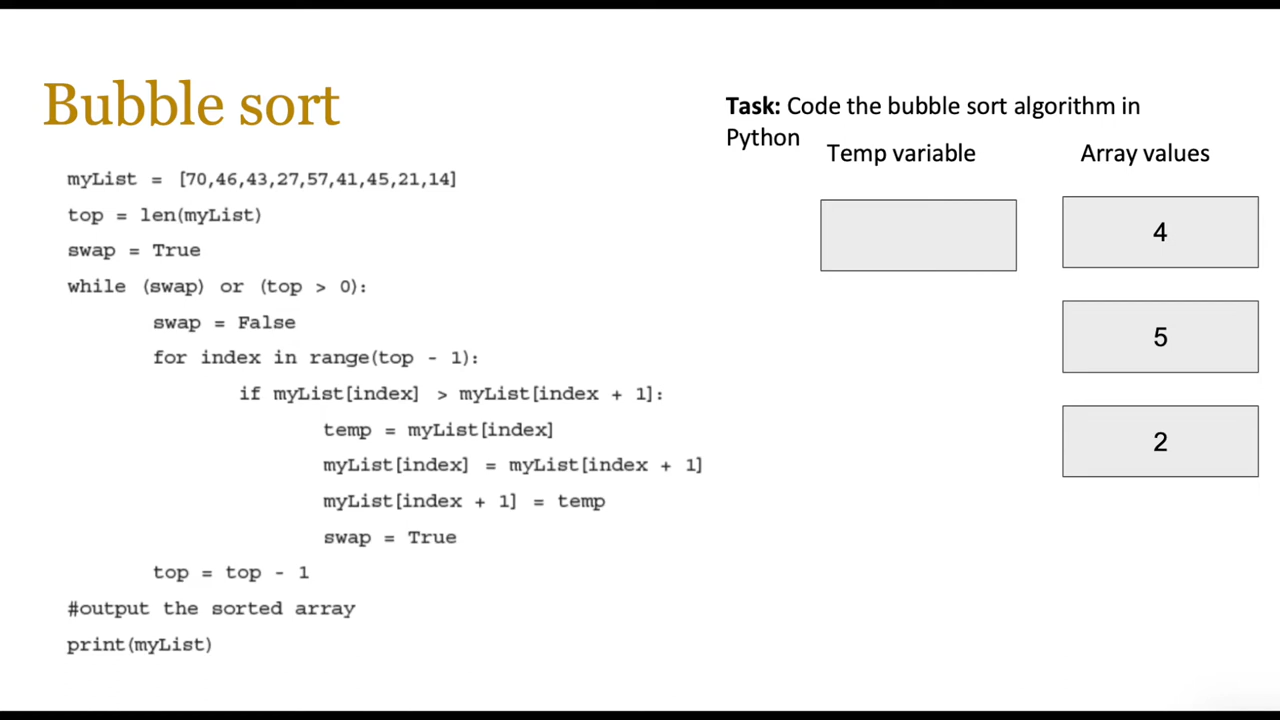 Bubble sort
myList = [70,46,43,27,57,41,45,21,14]
top = len(myList)
swap = True
while (swap) or (top > 0):
swap = False
for index in range(top - 1):
if myList[index] > myList[index + 1]:
temp = myList[index]
myList[index] = myList[index + 1]
myList[index + 1] = temp
swap = True
top = top - 1
#output the sorted array
print(myList)
Task: Code the bubble sort algorithm in
Python
Temp variable
Array values
4
5
2